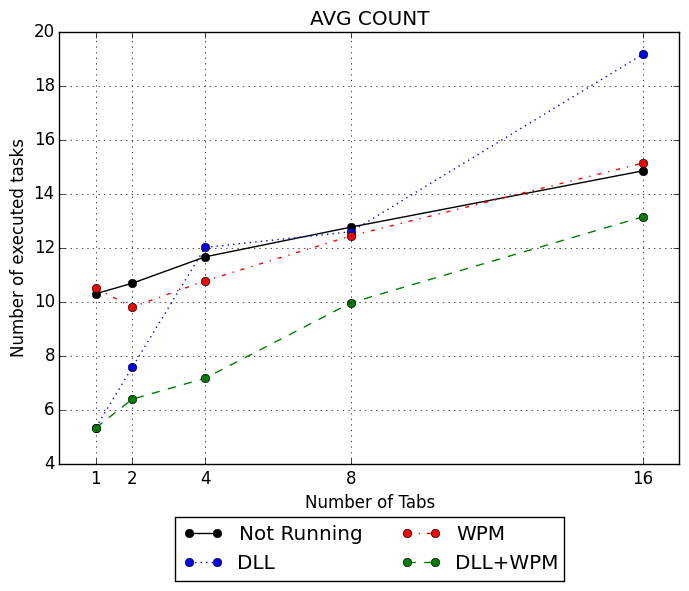 AVG COUNT
20
18
16
14
12
10
8
6
4
Number of executed tasks
1 2 4 8 16
Number of Tabs
Not Running WPM
DLL DLL+WPM